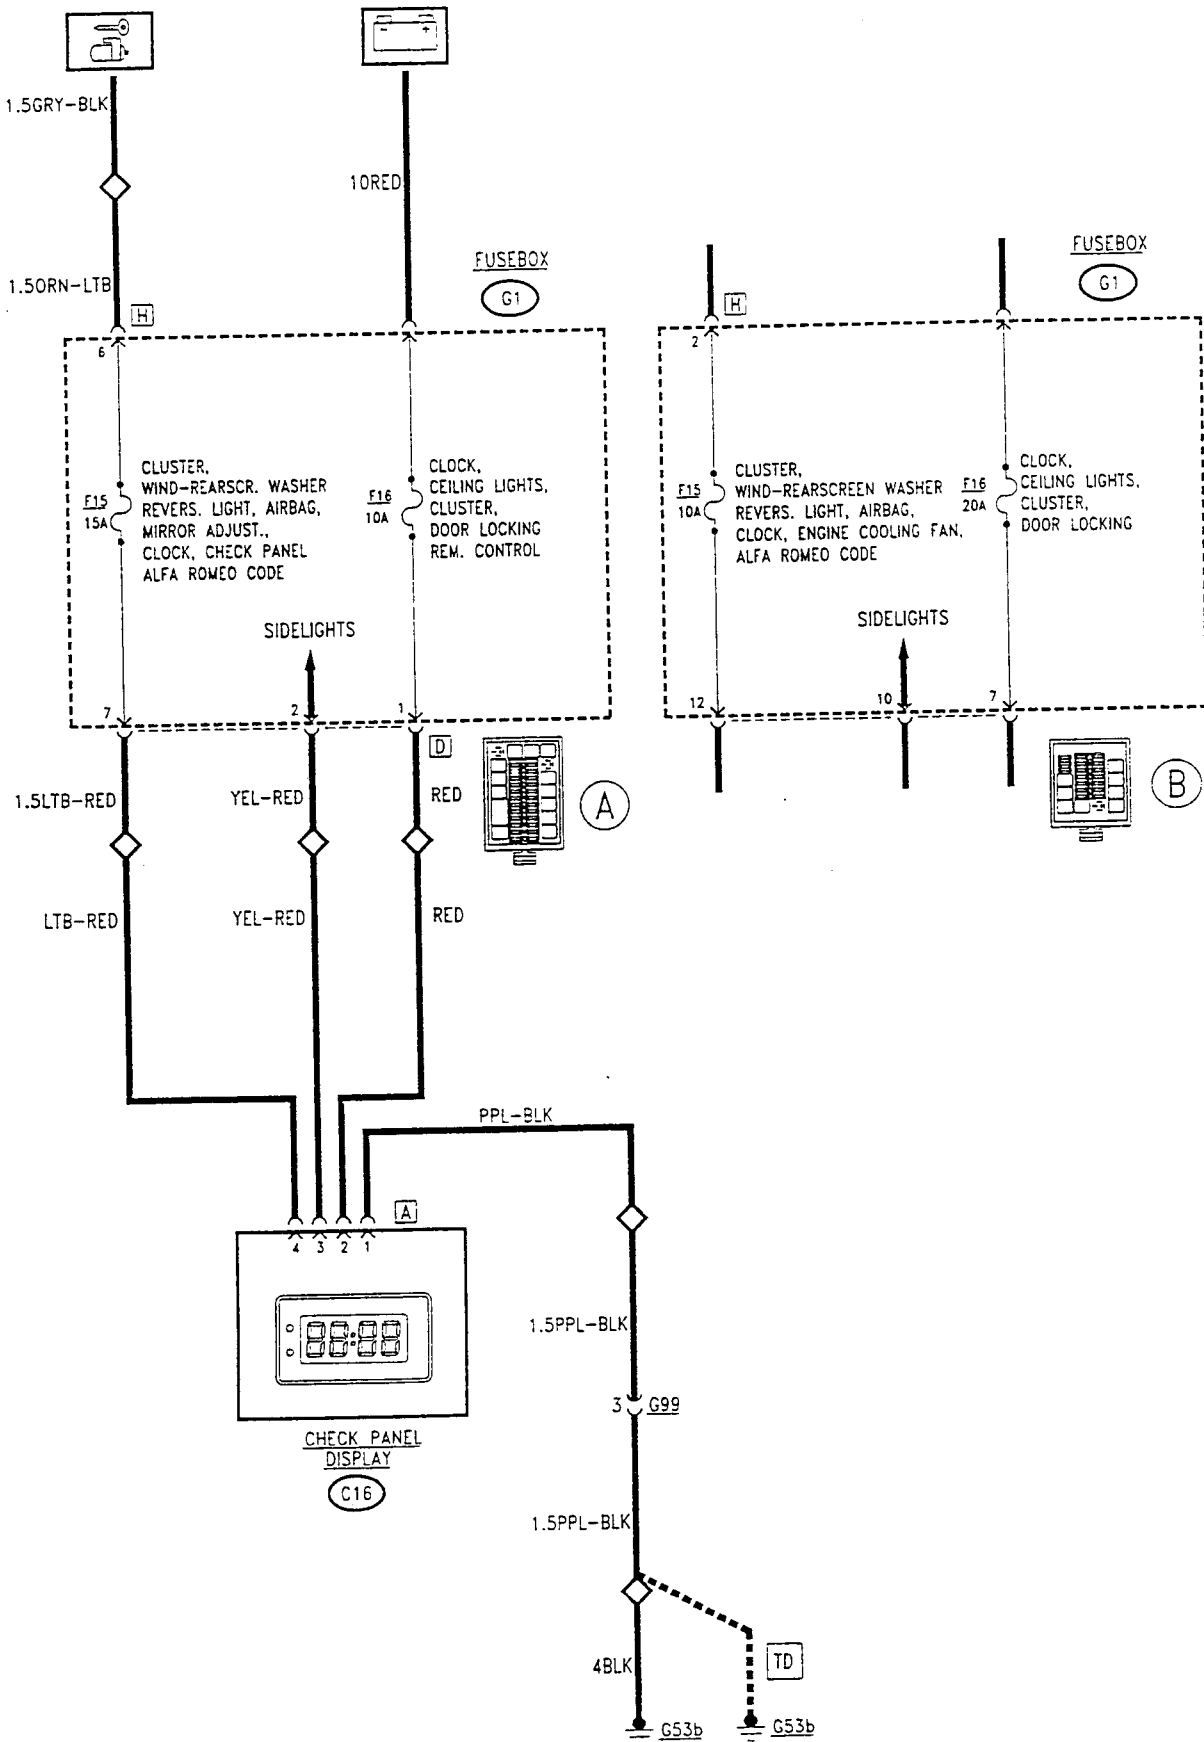 1.5GRY-BLK
10RED
1.5ORN-LTB
FUSEBOX
G1
H
6
CLUSTER,
WIND-REARSCR. WASHER
REVERS. LIGHT, AIRBAG,
MIRROR ADJUST.,
CLOCK, CHECK PANEL
ALFA ROMEO CODE
F15
15A
F16
10A
CLOCK,
CEILING LIGHTS,
CLUSTER,
DOOR LOCKING
REM. CONTROL
SIDELIGHTS
7
2
1
D
A
FUSEBOX
G1
H
2
F15
10A
CLUSTER,
WIND-REARSCREEN WASHER
REVERS. LIGHT, AIRBAG,
CLOCK, ENGINE COOLING FAN,
ALFA ROMEO CODE
F16
20A
CLOCK,
CEILING LIGHTS,
CLUSTER,
DOOR LOCKING
SIDELIGHTS
12
10
7
B
1.5LTB-RED
YEL-RED
RED
LTB-RED
YEL-RED
RED
PPL-BLK
A
4 3 2 1
88:88
CHECK PANEL
DISPLAY
C16
1.5PPL-BLK
3 G99
1.5PPL-BLK
4BLK
TD
G53b
G53b